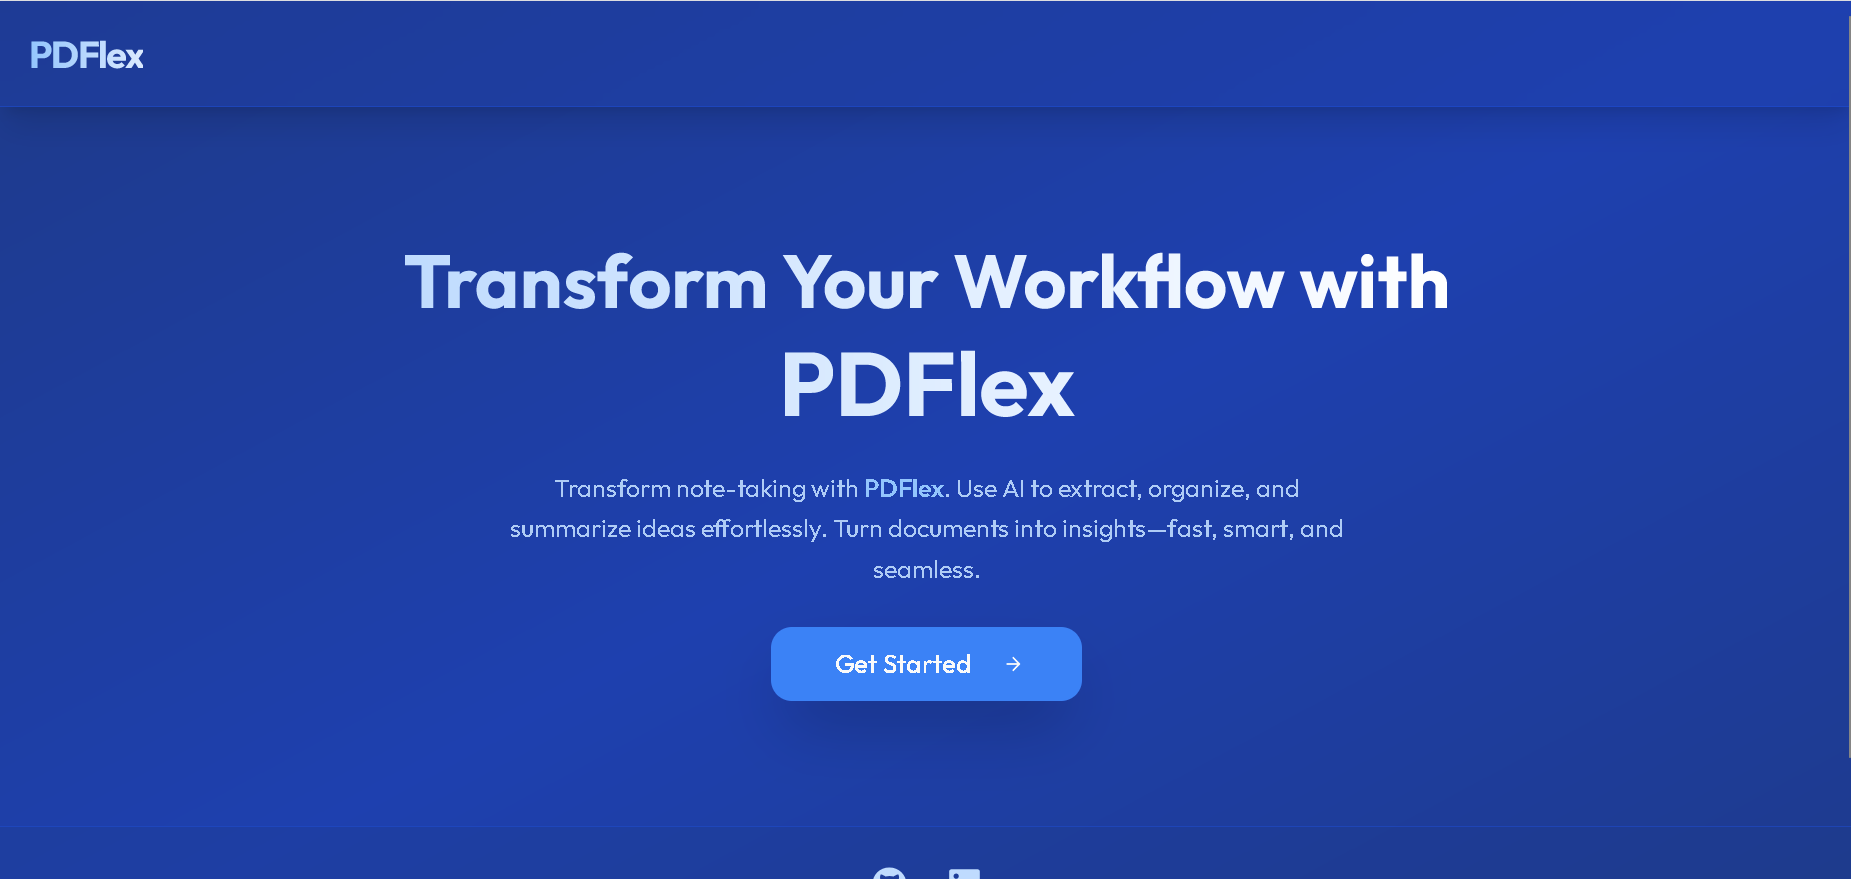 PDFlex
Transform Your Workflow with
PDFlex
Transform note-taking with PDFlex. Use AI to extract, organize, and
summarize ideas effortlessly. Turn documents into insights—fast, smart, and
seamless.
Get Started